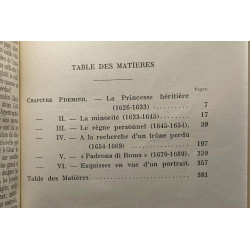 TABLE DES MATIERES
Pages.
CHAPITRE PREMIER. — La Princesse héritière
(1626-1633) . . . . . 7
— II. — La minorité (1633-1645) . . . . 17
— III. — Le règne personnel (1645-1654) . 39
— IV. — A la recherche d'un trône perdu
(1654-1669) . . . . . 197
— V. — « Padrona di Roma » (1670-1689). 329
— VI. — Esquisses en vue d'un portrait. 357
Table des Matières . . . . . 381